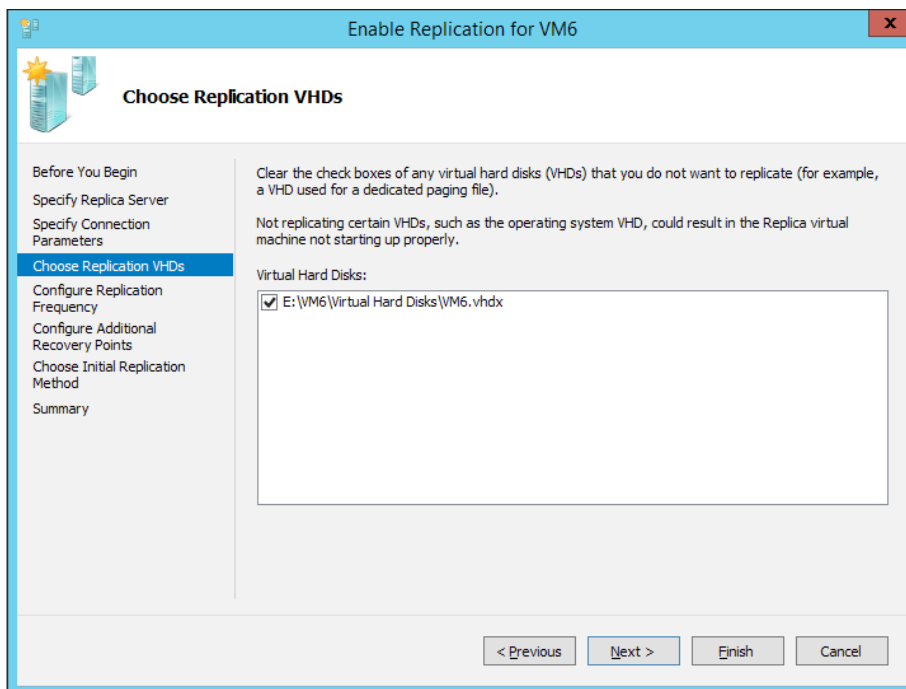 Enable Replication for VM6
x
Choose Replication VHDs
Before You Begin
Specify Replica Server
Specify Connection
Parameters
Choose Replication VHDs
Configure Replication
Frequency
Configure Additional
Recovery Points
Choose Initial Replication
Method
Summary
Clear the check boxes of any virtual hard disks (VHDs) that you do not want to replicate (for example,
a VHD used for a dedicated paging file).
Not replicating certain VHDs, such as the operating system VHD, could result in the Replica virtual
machine not starting up properly.
Virtual Hard Disks:
E:\VM6\Virtual Hard Disks\VM6.vhdx
< Previous
Next >
Finish
Cancel